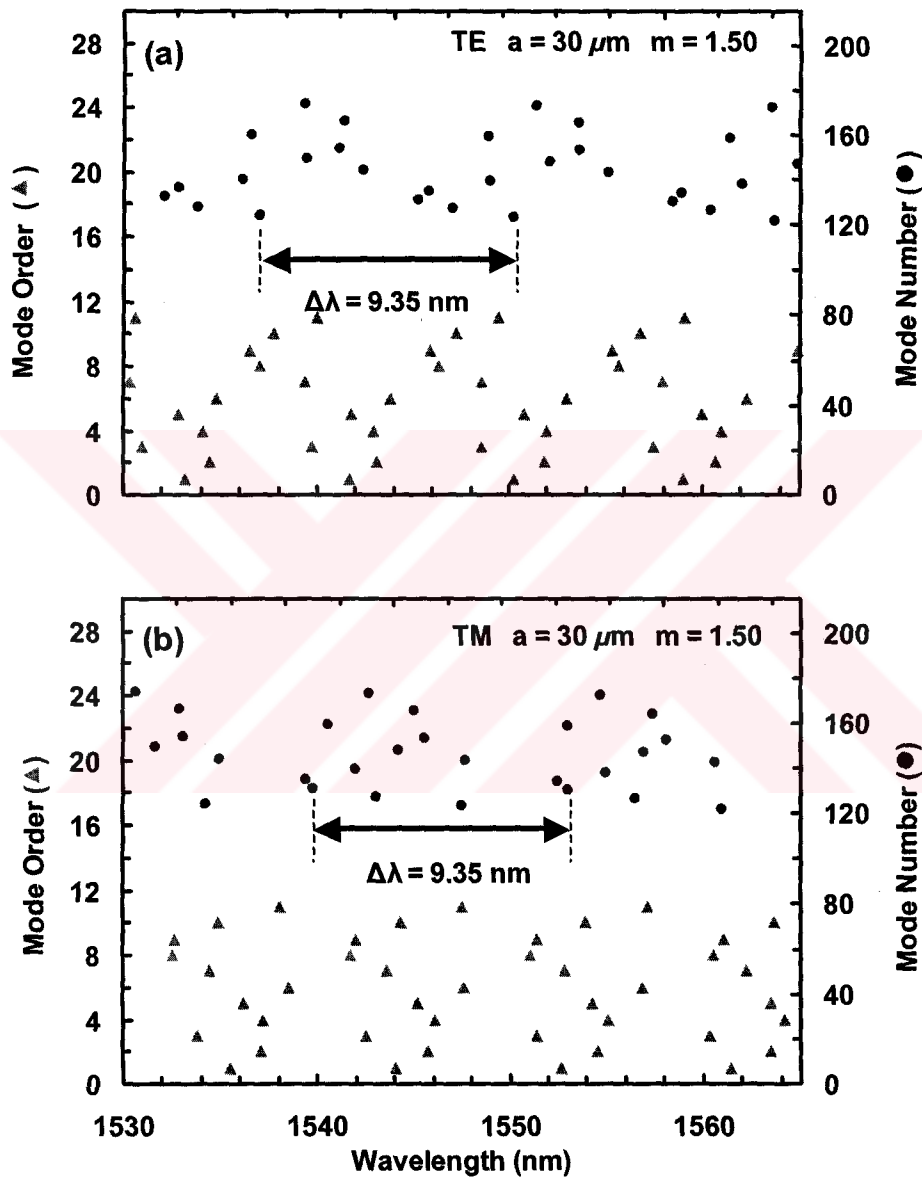 28
24
20
16
12
8
4
0
Mode Order (▲)
(a)
TE a = 30 μm m = 1.50
Δλ = 9.35 nm
200
160
120
80
40
0
Mode Number (●)
28
24
20
16
12
8
4
0
Mode Order (▲)
(b)
TM a = 30 μm m = 1.50
Δλ = 9.35 nm
200
160
120
80
40
0
Mode Number (●)
1530 1540 1550 1560
Wavelength (nm)